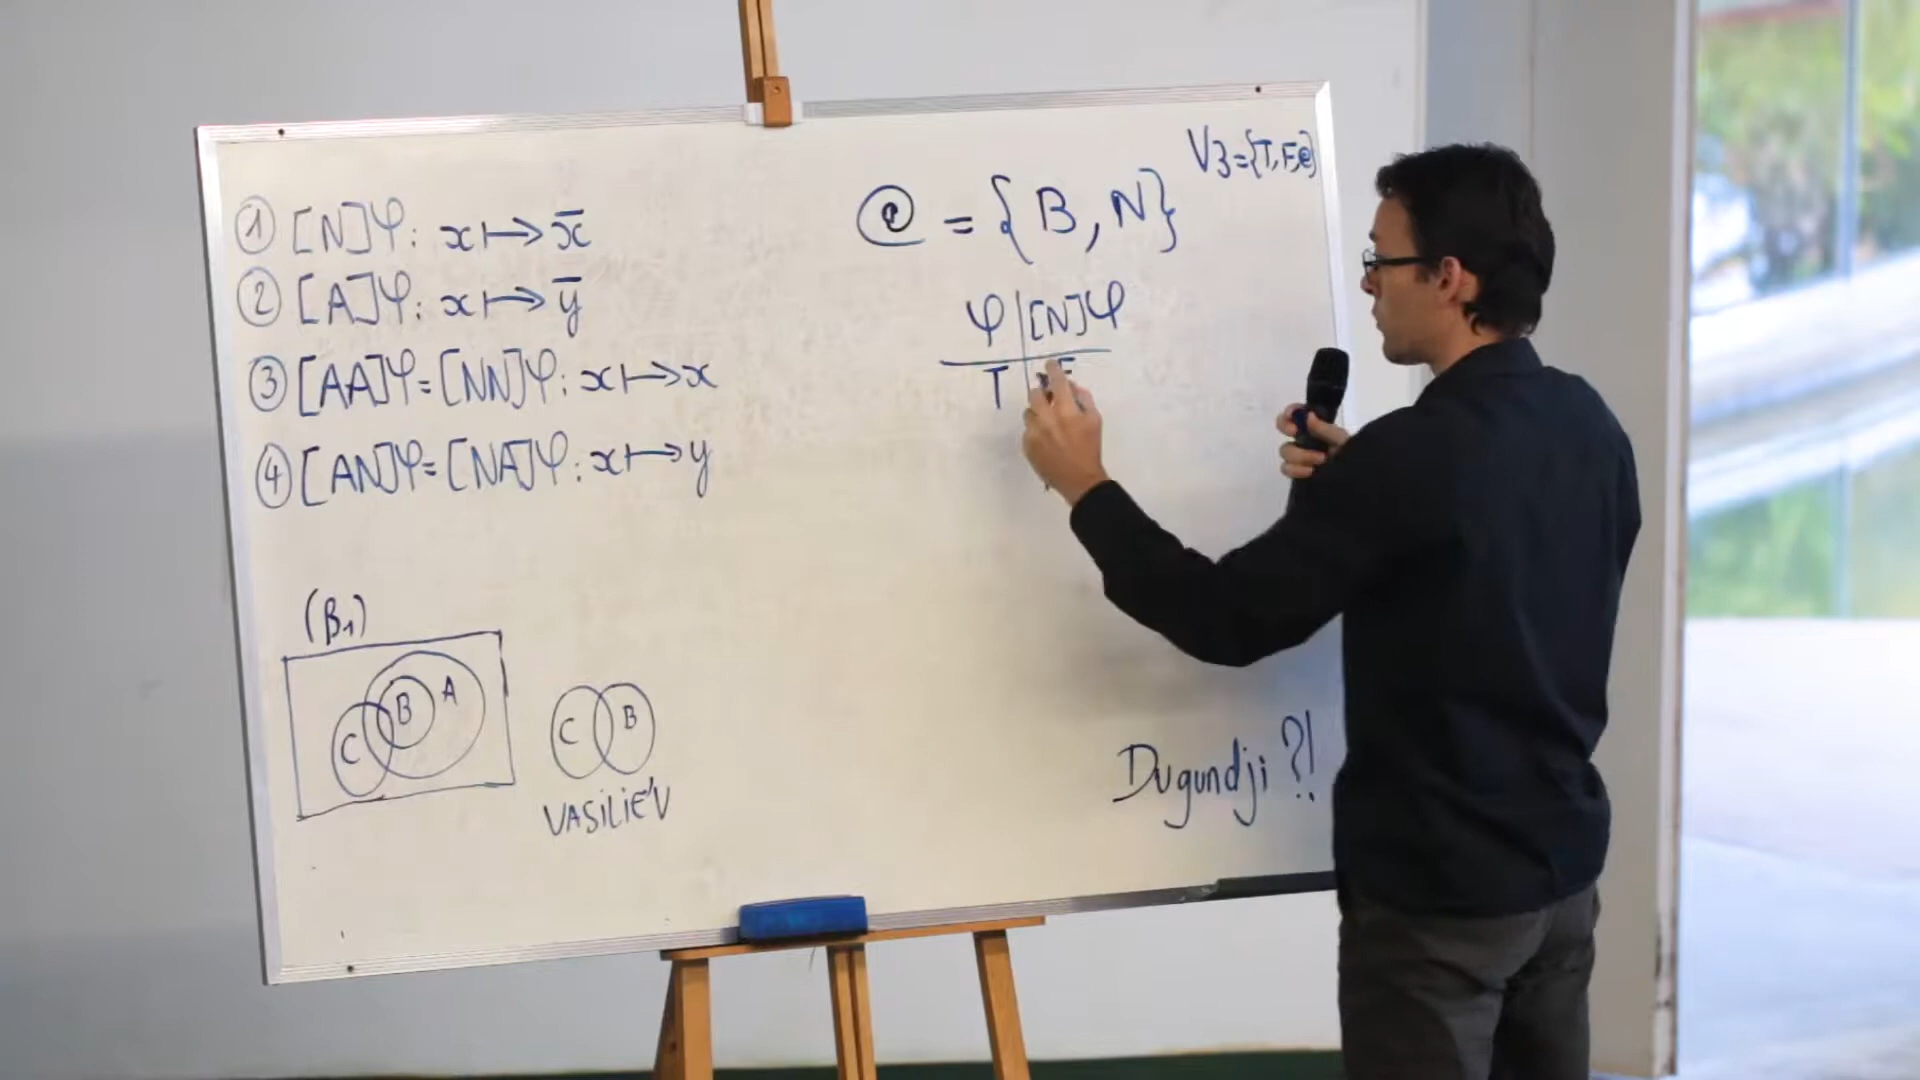 ① [N]φ: x ↦ x̅
② [A]φ: x ↦ y̅
③ [AA]φ = [NN]φ: x ↦ x
④ [AN]φ = [NA]φ: x ↦ y
(β₁)
C B A
C B
VASILIE'V
V3 = {T, F, @}
@ = {B, N}
φ | [N]φ
T | F
Dugundji ?!